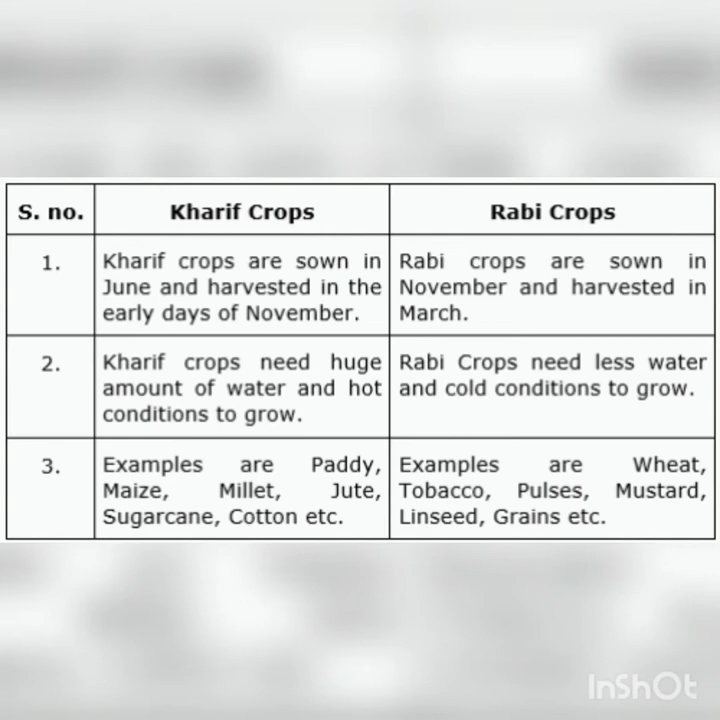 S. no. Kharif Crops Rabi Crops
1. Kharif crops are sown in June and harvested in the early days of November.
Rabi crops are sown in November and harvested in March.
2. Kharif crops need huge amount of water and hot conditions to grow.
Rabi Crops need less water and cold conditions to grow.
3. Examples are Paddy, Maize, Millet, Jute, Sugarcane, Cotton etc.
Examples are Wheat, Tobacco, Pulses, Mustard, Linseed, Grains etc.
InShOt